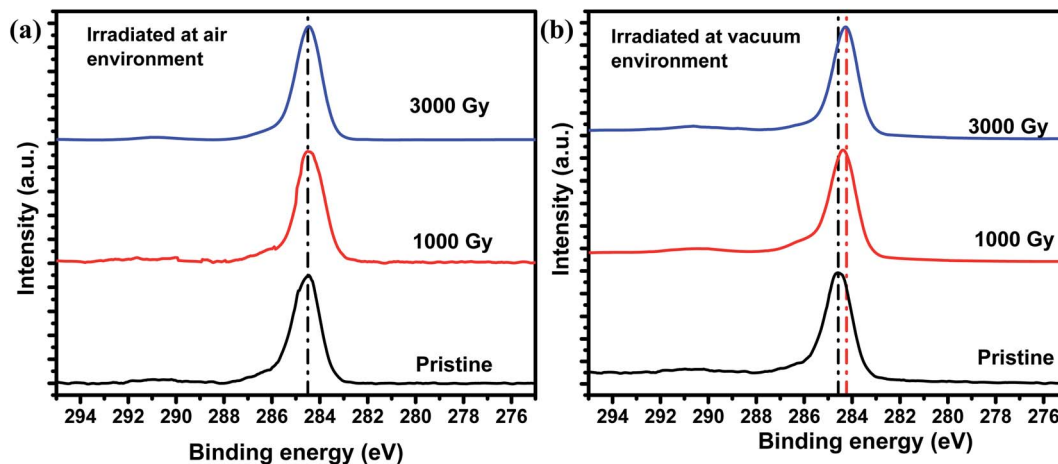 (a)
Irradiated at air
environment
3000 Gy
1000 Gy
Pristine
Intensity (a.u.)
294 292 290 288 286 284 282 280 278 276
Binding energy (eV)
(b)
Irradiated at vacuum
environment
3000 Gy
1000 Gy
Pristine
Intensity (a.u.)
294 292 290 288 286 284 282 280 278 276
Binding energy (eV)